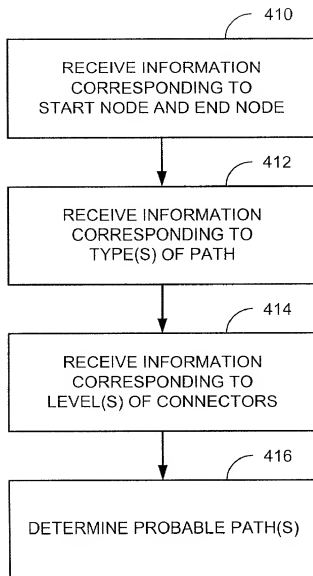 410
RECEIVE INFORMATION
CORRESPONDING TO
START NODE AND END NODE
412
RECEIVE INFORMATION
CORRESPONDING TO
TYPE(S) OF PATH
414
RECEIVE INFORMATION
CORRESPONDING TO
LEVEL(S) OF CONNECTORS
416
DETERMINE PROBABLE PATH(S)